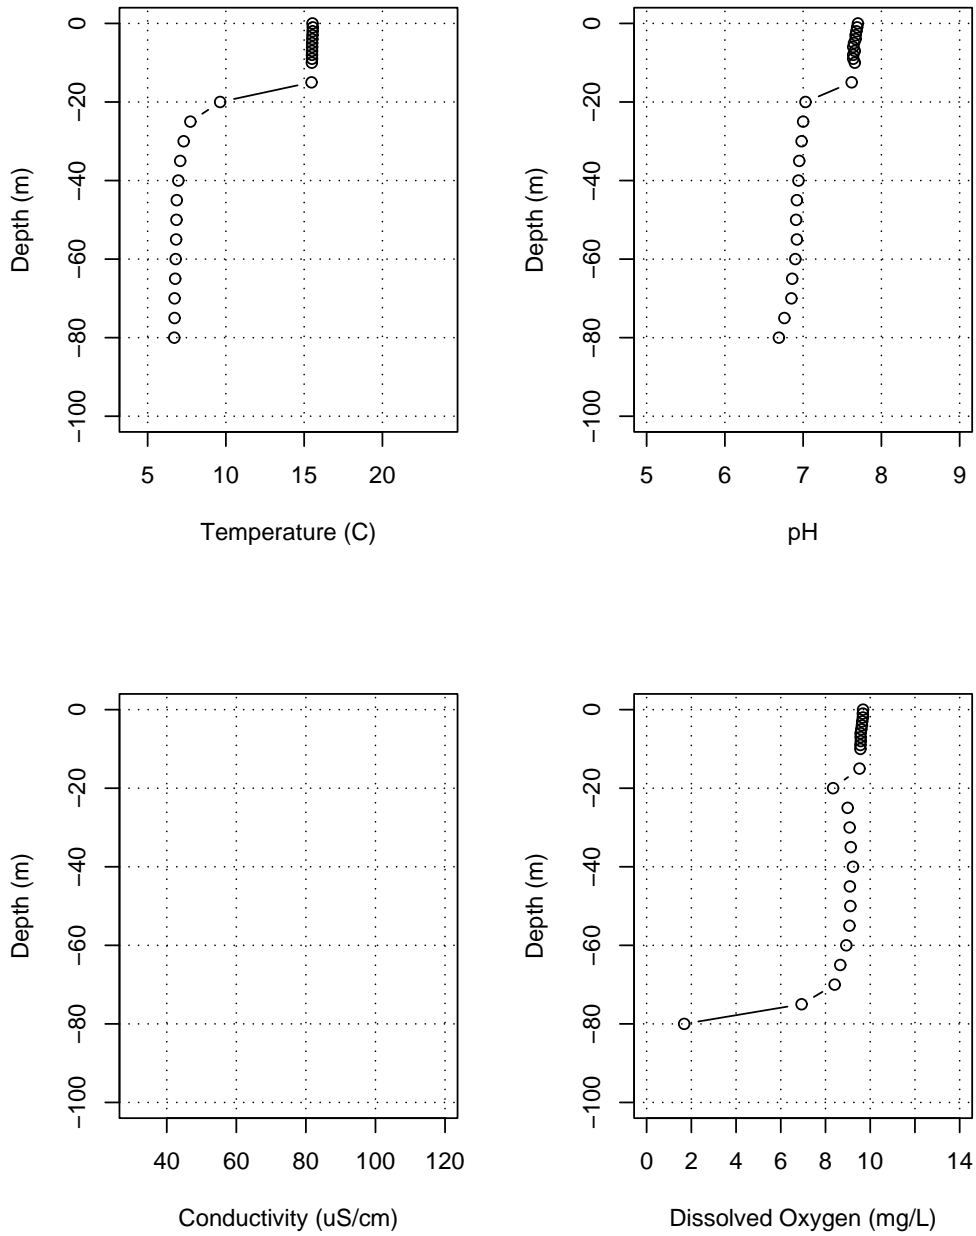 0
−20
−40
−60
−80
−100
Depth (m)
5 10 15 20
Temperature (C)
0
−20
−40
−60
−80
−100
Depth (m)
5 6 7 8 9
pH
0
−20
−40
−60
−80
−100
Depth (m)
40 60 80 100 120
Conductivity (uS/cm)
0
−20
−40
−60
−80
−100
Depth (m)
0 2 4 6 8 10 14
Dissolved Oxygen (mg/L)